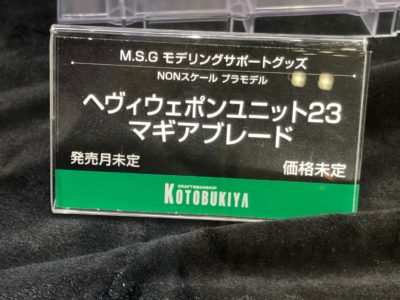 M.S.G モデリングサポートグッズ
NONスケール プラモデル
ヘヴィウェポンユニット23
マギアブレード
発売月未定 価格未定
CRAFTSMANSHIP
KOTOBUKIYA